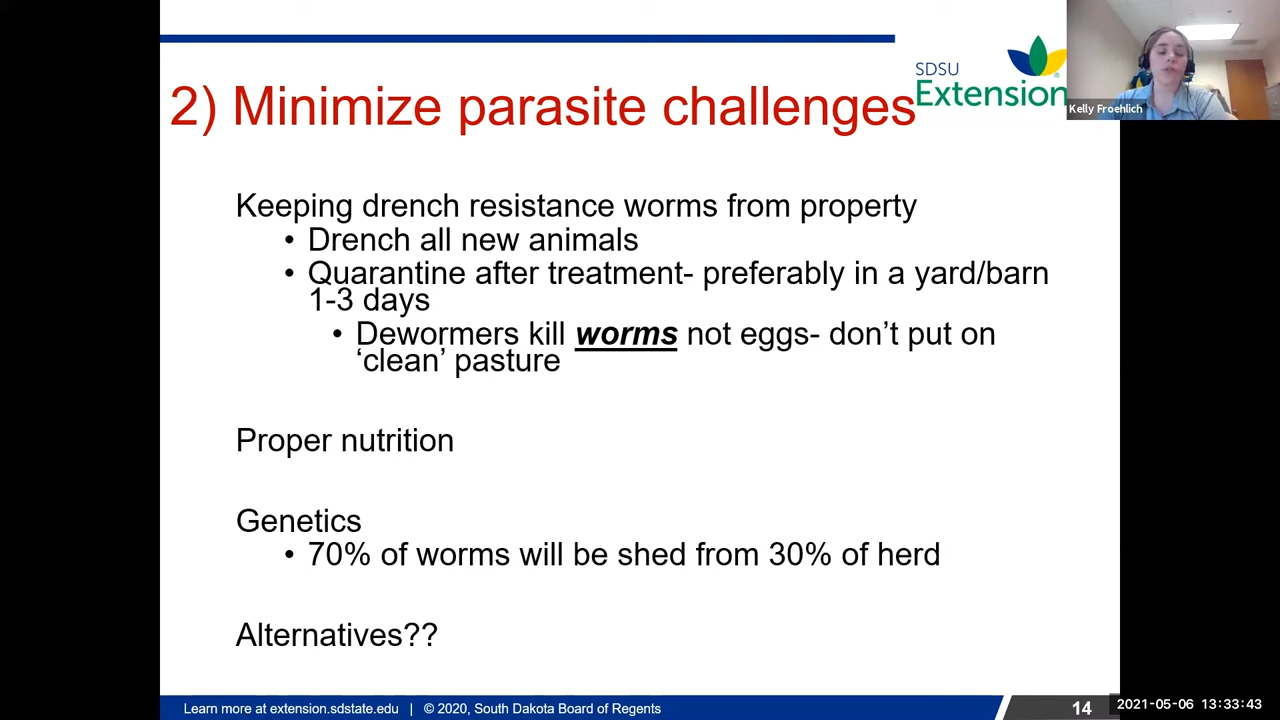 SDSU
Extension
Kelly Froehlich
2) Minimize parasite challenges
Keeping drench resistance worms from property
• Drench all new animals
• Quarantine after treatment- preferably in a yard/barn
1-3 days
• Dewormers kill worms not eggs- don’t put on
‘clean’ pasture
Proper nutrition
Genetics
• 70% of worms will be shed from 30% of herd
Alternatives??
Learn more at extension.sdstate.edu | © 2020, South Dakota Board of Regents
14
2021-05-06 13:33:43